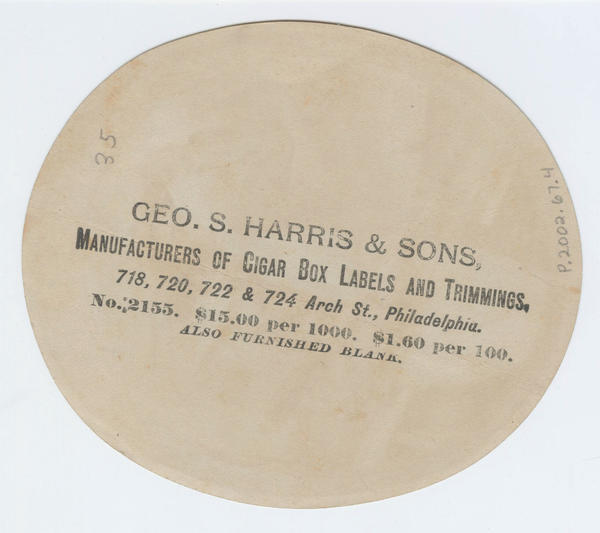 35
GEO. S. HARRIS & SONS,
MANUFACTURERS OF CIGAR BOX LABELS AND TRIMMINGS,
718, 720, 722 & 724 Arch St., Philadelphia.
No. 2155. $15.00 per 1000. $1.60 per 100.
ALSO FURNISHED BLANK.
P.2002.67.4